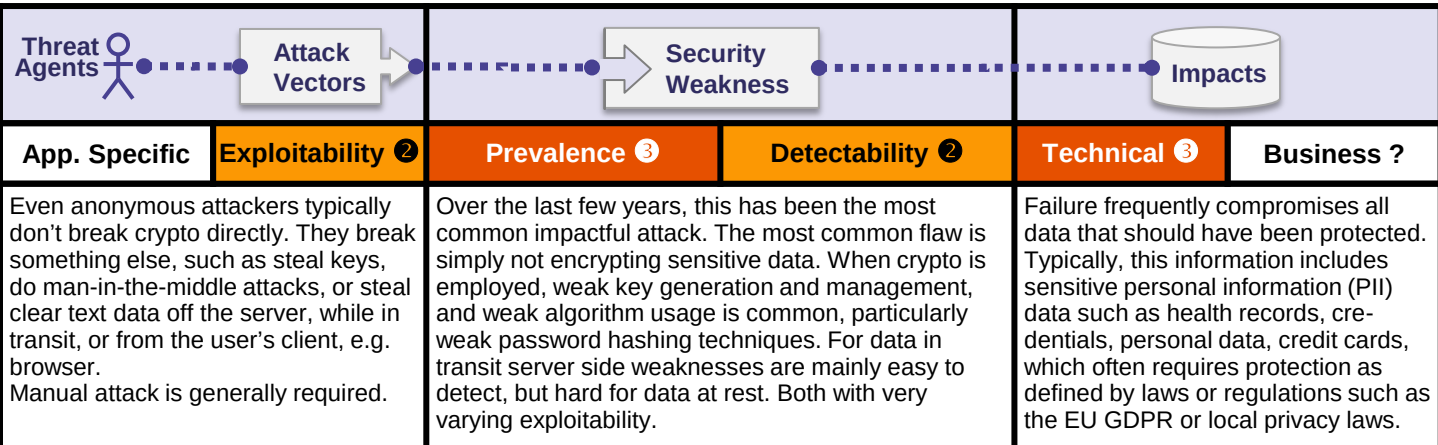 Threat
Agents
Attack
Vectors
Security
Weakness
Impacts
App. Specific
Exploitability ❷
Prevalence ❸
Detectability ❷
Technical ❸
Business ?
Even anonymous attackers typically
don’t break crypto directly. They break
something else, such as steal keys,
do man-in-the-middle attacks, or steal
clear text data off the server, while in
transit, or from the user’s client, e.g.
browser.
Manual attack is generally required.
Over the last few years, this has been the most
common impactful attack. The most common flaw is
simply not encrypting sensitive data. When crypto is
employed, weak key generation and management,
and weak algorithm usage is common, particularly
weak password hashing techniques. For data in
transit server side weaknesses are mainly easy to
detect, but hard for data at rest. Both with very
varying exploitability.
Failure frequently compromises all
data that should have been protected.
Typically, this information includes
sensitive personal information (PII)
data such as health records, cre-
dentials, personal data, credit cards,
which often requires protection as
defined by laws or regulations such as
the EU GDPR or local privacy laws.